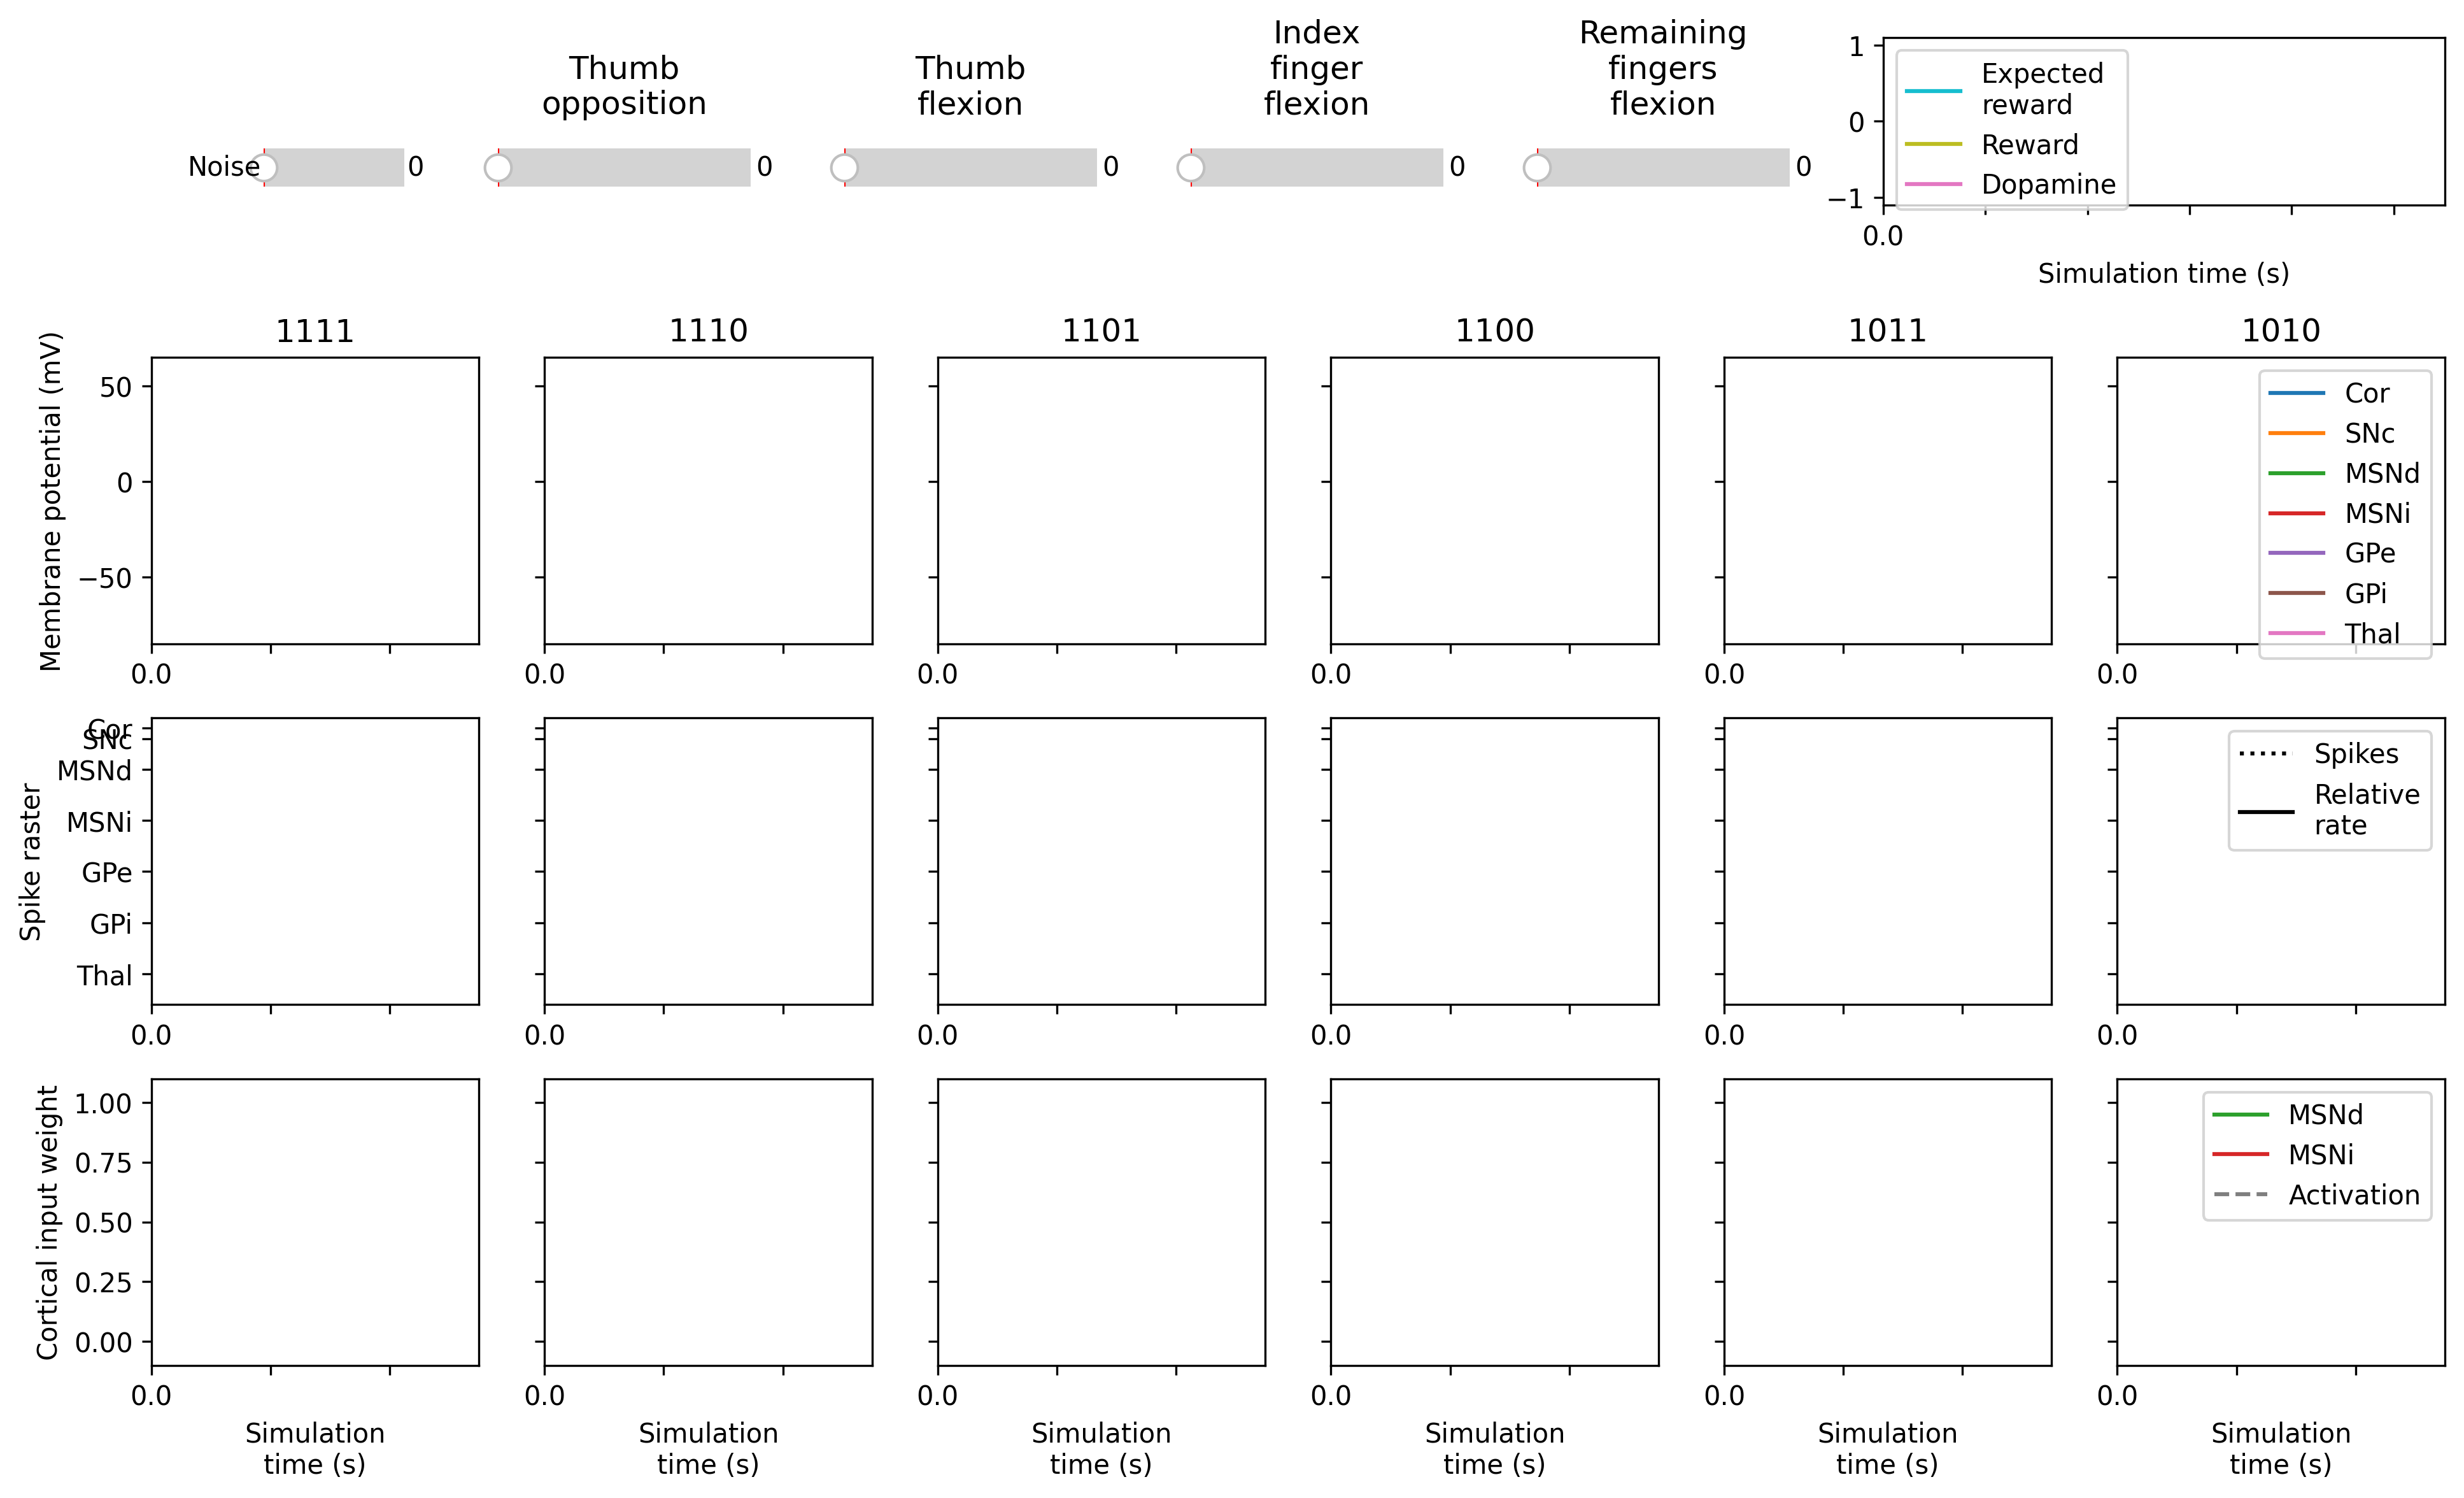 Thumb
opposition
Thumb
flexion
Index
finger
flexion
Remaining
fingers
flexion
Noise
0
0
0
0
0
1
0
−1
Expected
reward
Reward
Dopamine
0.0
Simulation time (s)
1111
1110
1101
1100
1011
1010
Membrane potential (mV)
50
0
−50
Cor
SNc
MSNd
MSNi
GPe
GPi
Thal
0.0
0.0
0.0
0.0
0.0
0.0
Spike raster
Cor
SNc
MSNd
MSNi
GPe
GPi
Thal
Spikes
Relative
rate
0.0
0.0
0.0
0.0
0.0
0.0
Cortical input weight
1.00
0.75
0.50
0.25
0.00
MSNd
MSNi
Activation
0.0
0.0
0.0
0.0
0.0
0.0
Simulation
time (s)
Simulation
time (s)
Simulation
time (s)
Simulation
time (s)
Simulation
time (s)
Simulation
time (s)